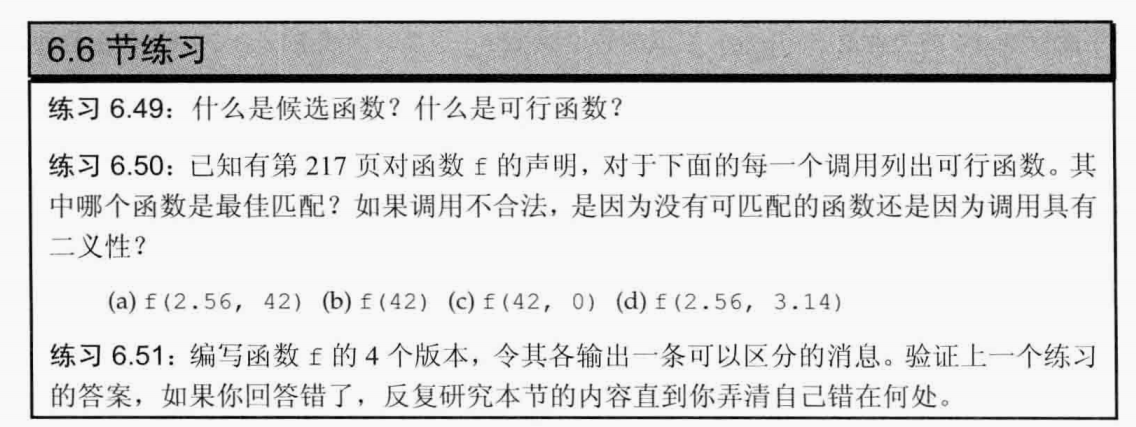 6.6 节练习
练习 6.49：什么是候选函数？什么是可行函数？
练习 6.50：已知有第 217 页对函数 f 的声明，对于下面的每一个调用列出可行函数。其
中哪个函数是最佳匹配？如果调用不合法，是因为没有可匹配的函数还是因为调用具有
二义性？
(a) f(2.56, 42) (b) f(42) (c) f(42, 0) (d) f(2.56, 3.14)
练习 6.51：编写函数 f 的 4 个版本，令其各输出一条可以区分的消息。验证上一个练习
的答案，如果你回答错了，反复研究本节的内容直到你弄清自己错在何处。